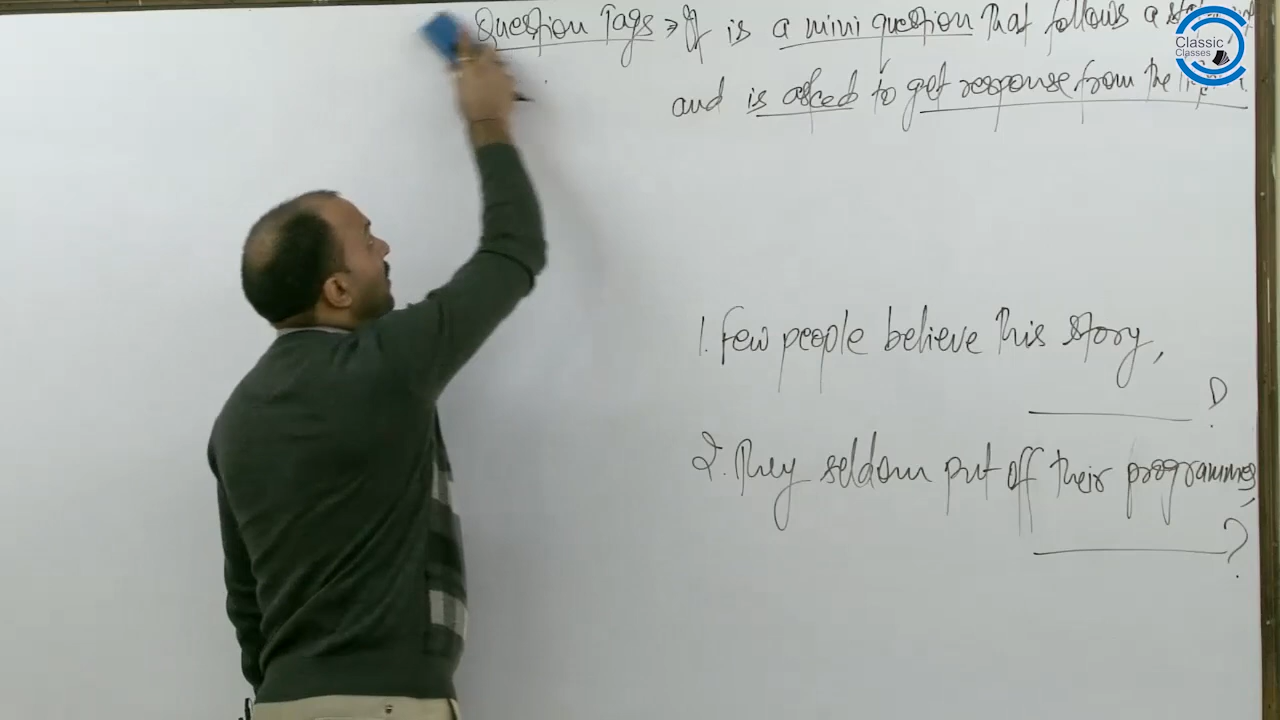 Question Tags ⇒ It is a mini question that follows a
and is asked to get response from the
Classic
Classes
1. Few people believe this story,
?
2. They seldom put off their programmes,
?